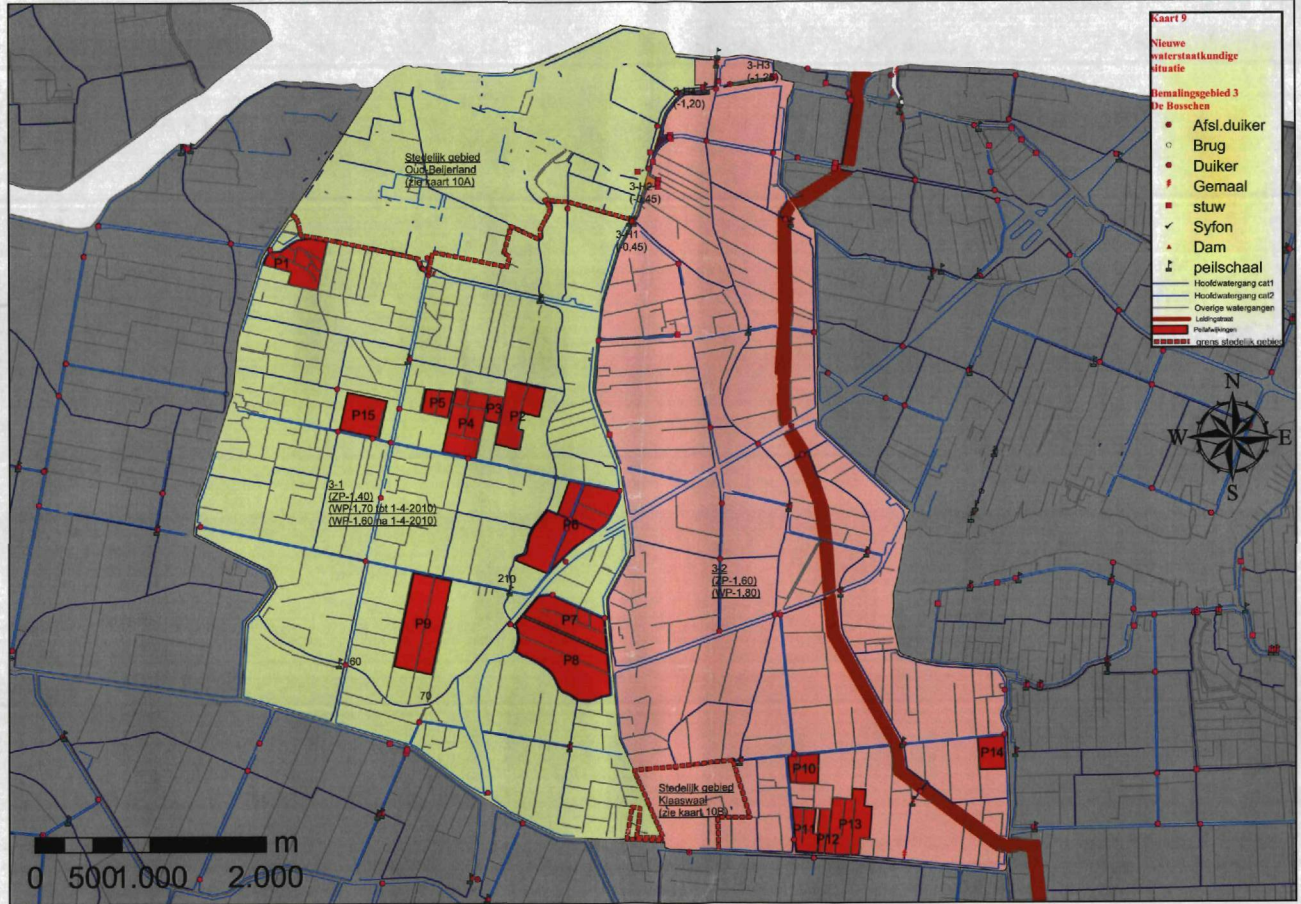 Kaart 9
Nieuwe
waterstaatkundige
situatie
Bemalingsgebied 3
De Bosschen
Afsl.duiker
Brug
Duiker
Gemaal
stuw
Syfon
Dam
peilschaal
Hoofdwatergang cat1
Hoofdwatergang cat2
Overige watergangen
Leidingstraat
Peilafwijkingen
grens stedelijk gebied
N
W E
S
3-H3
(-1,20)
Stedelijk gebied
Oud-Beijerland
(zie kaart 10A)
3-H2
(-0,45)
3-H1
(-0,45)
P1
P5
P3
P2
P15
P4
3-1
(ZP-1,40)
(WP-1,70 tot 1-4-2010)
(WP-1,60 na 1-4-2010)
P6
3-2
(ZP-1,60)
(WP-1,80)
210
P9
P7
P8
60
70
P14
P10
Stedelijk gebied
Klaaswaal
(zie kaart 10B)
P11
P12
P13
m
0 500 1.000 2.000